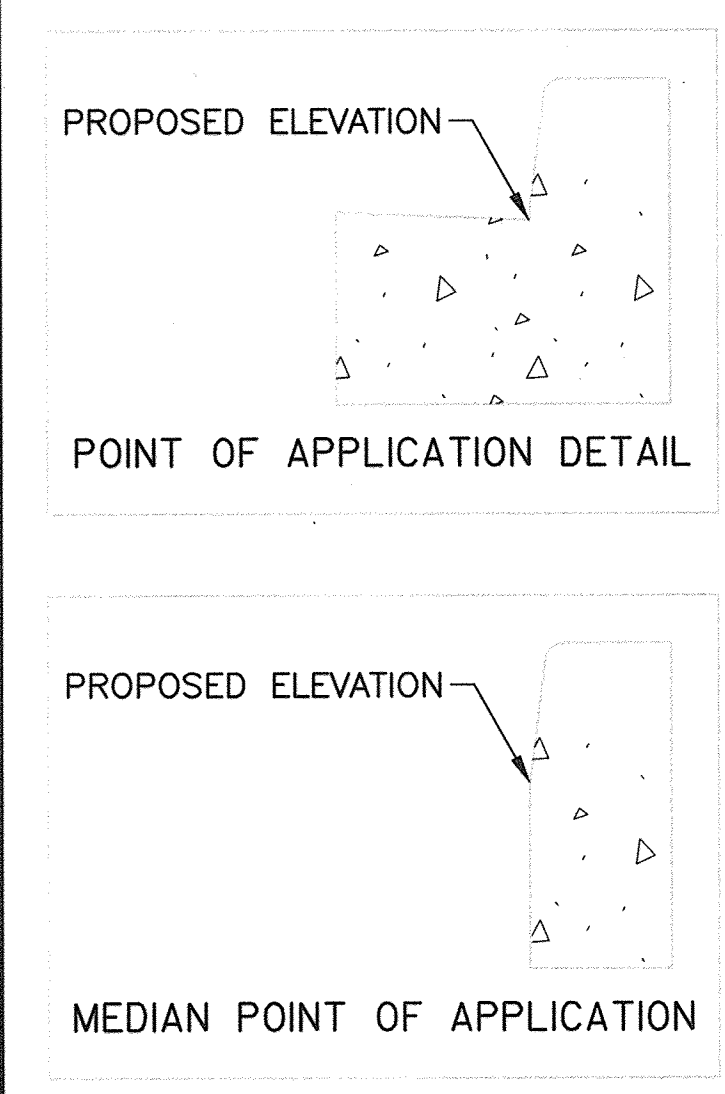 PROPOSED ELEVATION
POINT OF APPLICATION DETAIL
PROPOSED ELEVATION
MEDIAN POINT OF APPLICATION